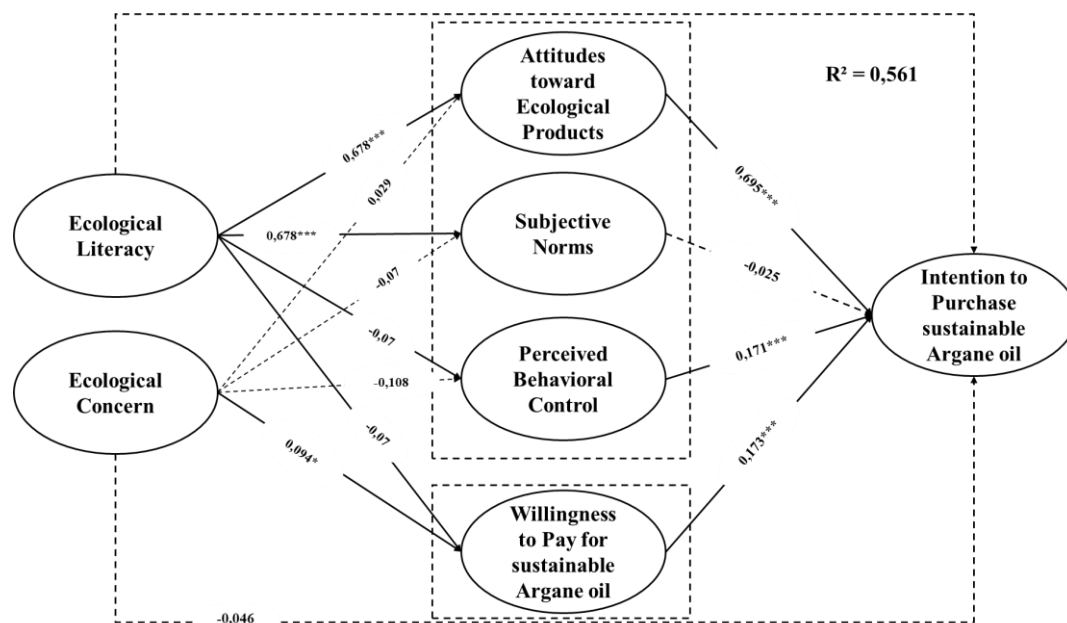 Attitudes
toward
Ecological
Products
R² = 0,561
0,678***
0,029
0,695***
Ecological
Literacy
0,678***
Subjective
Norms
-0,07
-0,025
Intention to
Purchase
sustainable
Argane oil
-0,07
Perceived
Behavioral
Control
0,171***
Ecological
Concern
-0,108
-0,07
0,094*
0,173***
Willingness
to Pay for
sustainable
Argane oil
-0.046